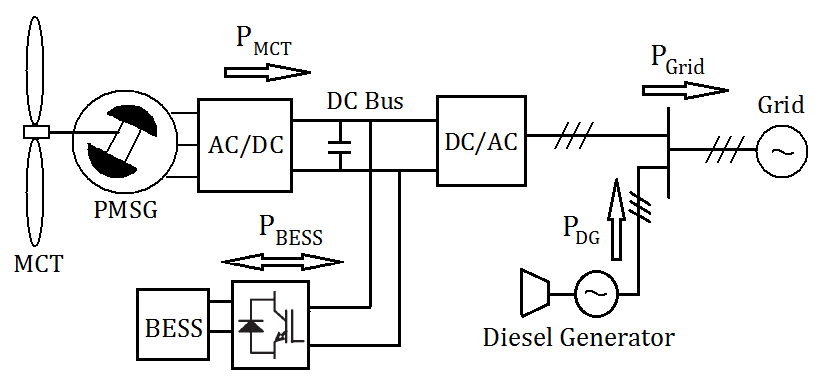 P_MCT
P_Grid
DC Bus
Grid
AC/DC
DC/AC
PMSG
P_BESS
P_DG
MCT
BESS
Diesel Generator